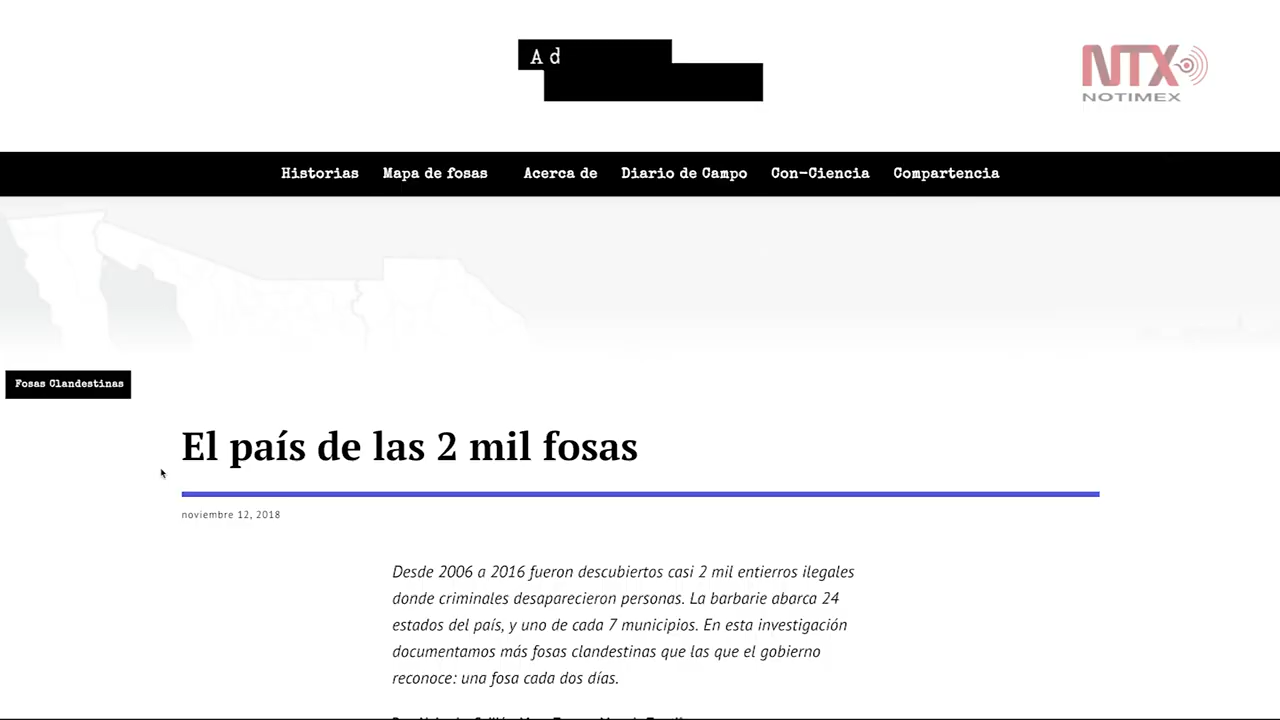 A d
NTX
NOTIMEX
Historias Mapa de fosas Acerca de Diario de Campo Con-Ciencia Compartencia
Fosas Clandestinas
El país de las 2 mil fosas
noviembre 12, 2018
Desde 2006 a 2016 fueron descubiertos casi 2 mil entierros ilegales
donde criminales desaparecieron personas. La barbarie abarca 24
estados del país, y uno de cada 7 municipios. En esta investigación
documentamos más fosas clandestinas que las que el gobierno
reconoce: una fosa cada dos días.